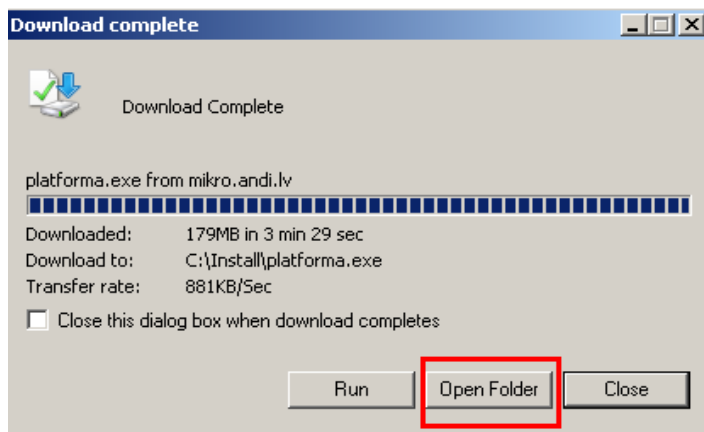 Download complete
Download Complete
platforma.exe from mikro.andi.lv
Downloaded: 179MB in 3 min 29 sec
Download to: C:\Install\platforma.exe
Transfer rate: 881KB/Sec
Close this dialog box when download completes
Run Open Folder Close